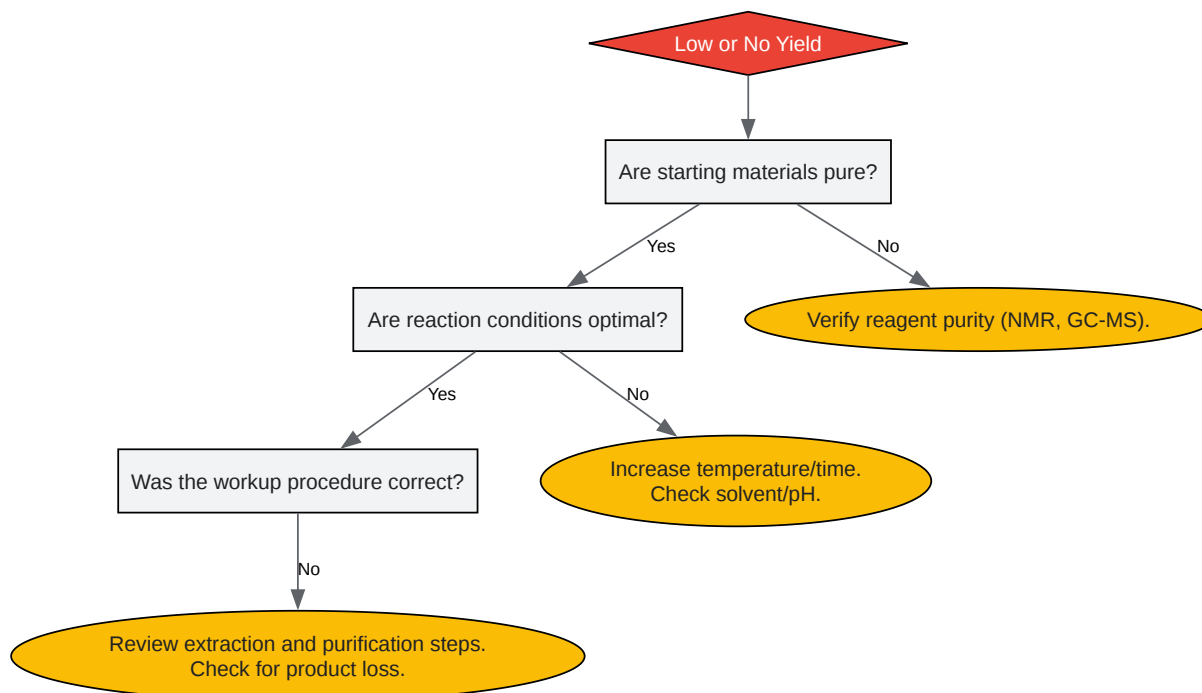 Low or No Yield
Are starting materials pure?
Yes
No
Are reaction conditions optimal?
Verify reagent purity (NMR, GC-MS).
Yes
No
Was the workup procedure correct?
Increase temperature/time.
Check solvent/pH.
No
Review extraction and purification steps.
Check for product loss.